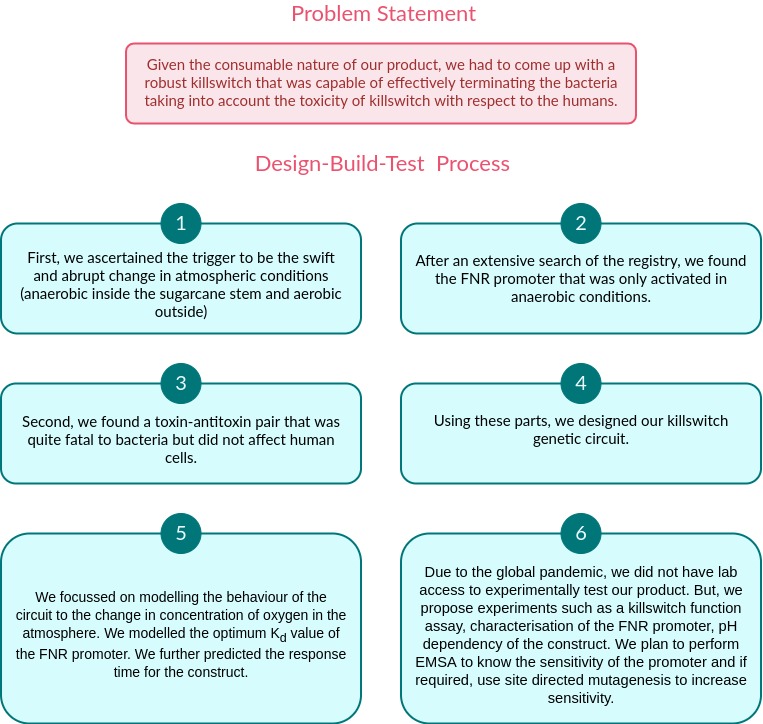 Problem Statement
Given the consumable nature of our product, we had to come up with a
robust killswitch that was capable of effectively terminating the bacteria
taking into account the toxicity of killswitch with respect to the humans.
Design-Build-Test Process
1
First, we ascertained the trigger to be the swift
and abrupt change in atmospheric conditions
(anaerobic inside the sugarcane stem and aerobic
outside)
2
After an extensive search of the registry, we found
the FNR promoter that was only activated in
anaerobic conditions.
3
Second, we found a toxin-antitoxin pair that was
quite fatal to bacteria but did not affect human
cells.
4
Using these parts, we designed our killswitch
genetic circuit.
5
We focussed on modelling the behaviour of the
circuit to the change in concentration of oxygen in the
atmosphere. We modelled the optimum Kd value of
the FNR promoter. We further predicted the response
time for the construct.
6
Due to the global pandemic, we did not have lab
access to experimentally test our product. But, we
propose experiments such as a killswitch function
assay, characterisation of the FNR promoter, pH
dependency of the construct. We plan to perform
EMSA to know the sensitivity of the promoter and if
required, use site directed mutagenesis to increase
sensitivity.